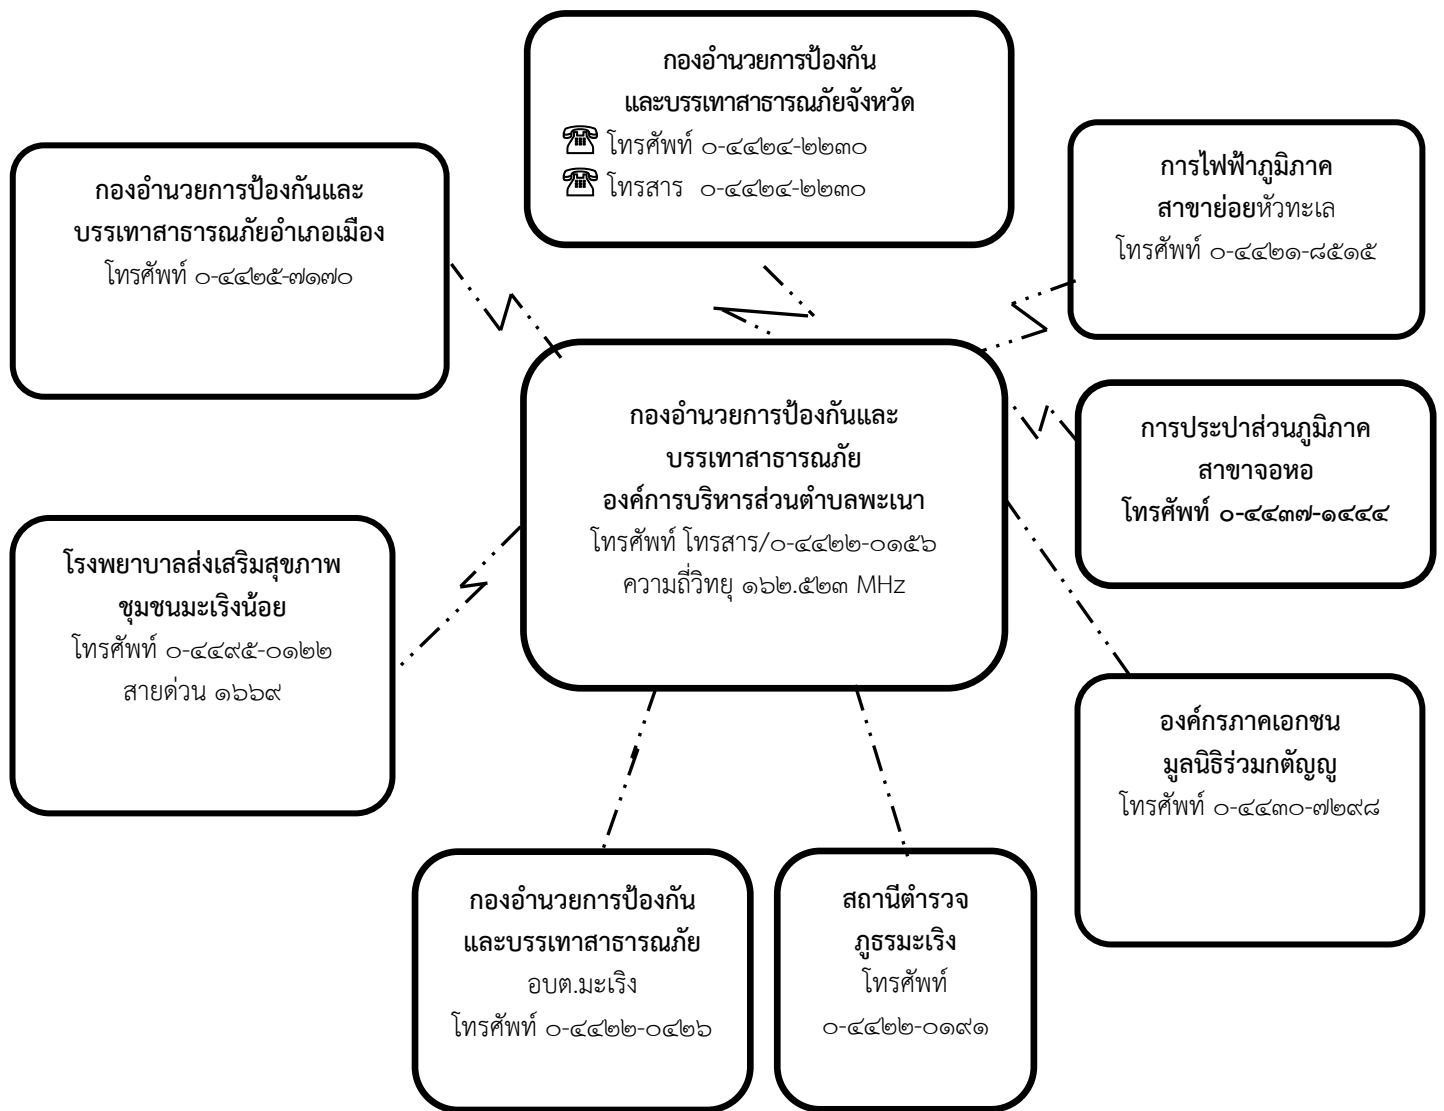 กองอำนวยการป้องกัน
และบรรเทาสาธารณภัยจังหวัด
โทรศัพท์ ๐-๔๔๒๔-๒๒๓๐
โทรสาร ๐-๔๔๒๔-๒๒๓๐
กองอำนวยการป้องกันและ
บรรเทาสาธารณภัยอำเภอเมือง
โทรศัพท์ ๐-๔๔๒๕-๗๑๗๐
การไฟฟ้าภูมิภาค
สาขาย่อยหัวทะเล
โทรศัพท์ ๐-๔๔๒๑-๘๕๑๕
กองอำนวยการป้องกันและ
บรรเทาสาธารณภัย
องค์การบริหารส่วนตำบลพะเนา
โทรศัพท์ โทรสาร/๐-๔๔๒๒-๐๑๕๖
ความถี่วิทยุ ๑๖๒.๕๒๓ MHz
การประปาส่วนภูมิภาค
สาขาจอหอ
โทรศัพท์ ๐-๔๔๓๗-๑๔๔๔
โรงพยาบาลส่งเสริมสุขภาพ
ชุมชนมะเริงน้อย
โทรศัพท์ ๐-๔๔๙๕-๐๑๒๒
สายด่วน ๑๖๖๙
องค์กรภาคเอกชน
มูลนิธิร่วมกตัญญู
โทรศัพท์ ๐-๔๔๓๐-๗๒๙๘
กองอำนวยการป้องกัน
และบรรเทาสาธารณภัย
อบต.มะเริง
โทรศัพท์ ๐-๔๔๒๒-๐๔๒๖
สถานีตำรวจ
ภูธรมะเริง
โทรศัพท์
๐-๔๔๒๒-๐๑๙๑